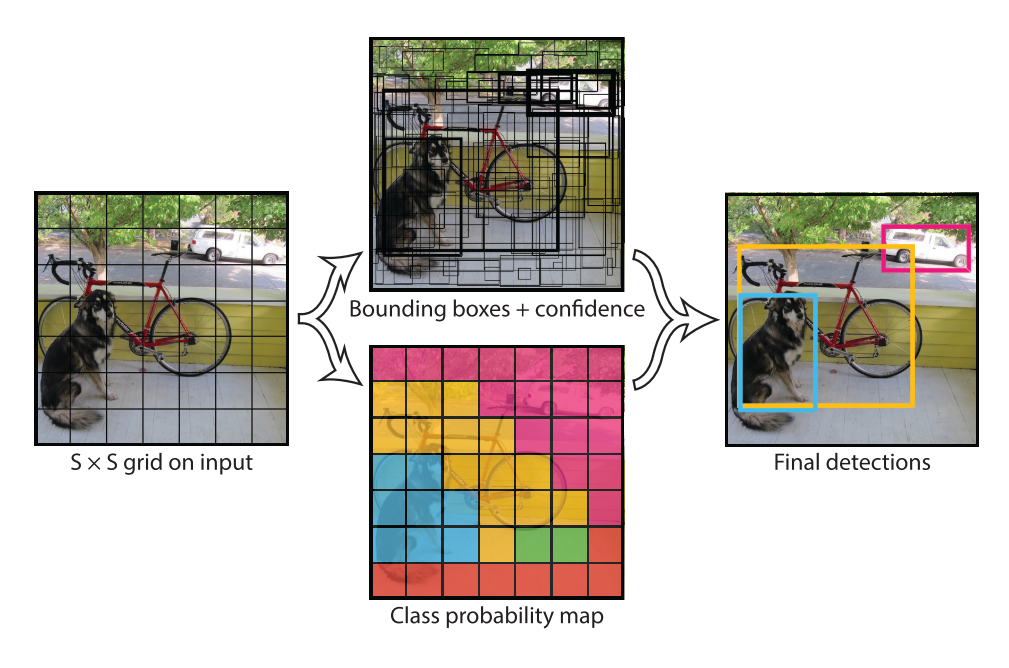 Bounding boxes + confidence
S × S grid on input
Final detections
Class probability map